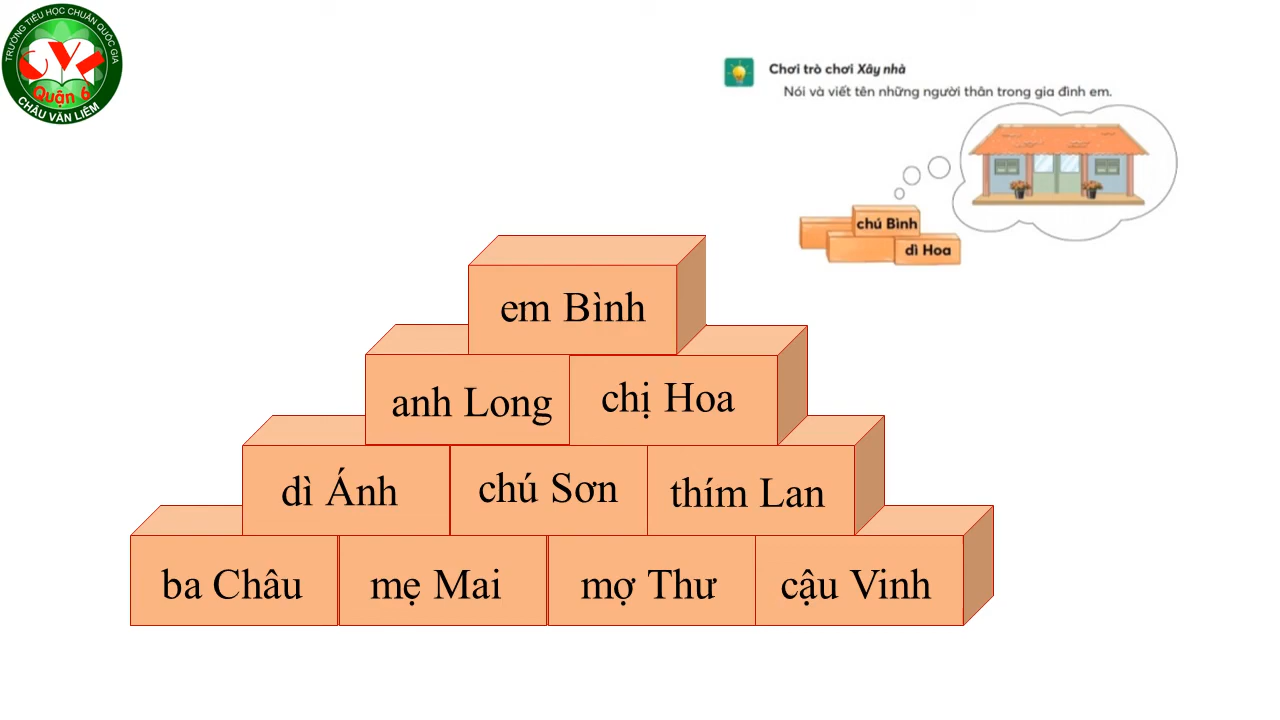 TRƯỜNG TIỂU HỌC CHUẨN QUỐC GIA
CVL
Quận 6
CHÂU VĂN LIÊM
Chơi trò chơi Xây nhà
Nói và viết tên những người thân trong gia đình em.
chú Bình
dì Hoa
em Bình
anh Long chị Hoa
dì Ánh chú Sơn thím Lan
ba Châu mẹ Mai mợ Thư cậu Vinh